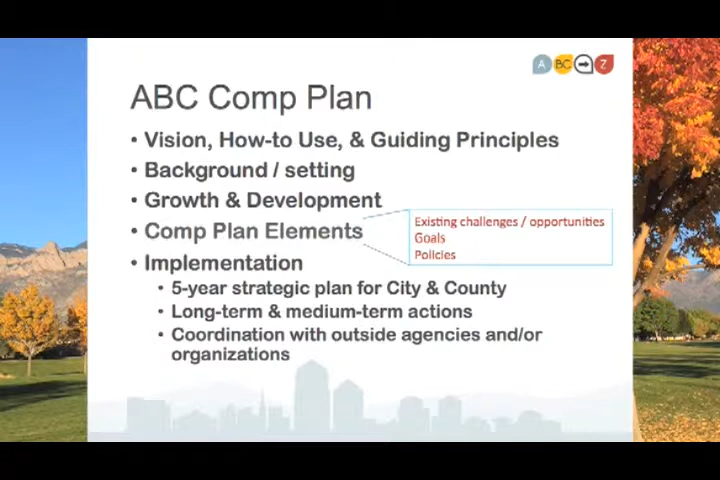 A BC Z
ABC Comp Plan
• Vision, How-to Use, & Guiding Principles
• Background / setting
• Growth & Development
• Comp Plan Elements
Existing challenges / opportunities
Goals
Policies
• Implementation
• 5-year strategic plan for City & County
• Long-term & medium-term actions
• Coordination with outside agencies and/or
organizations